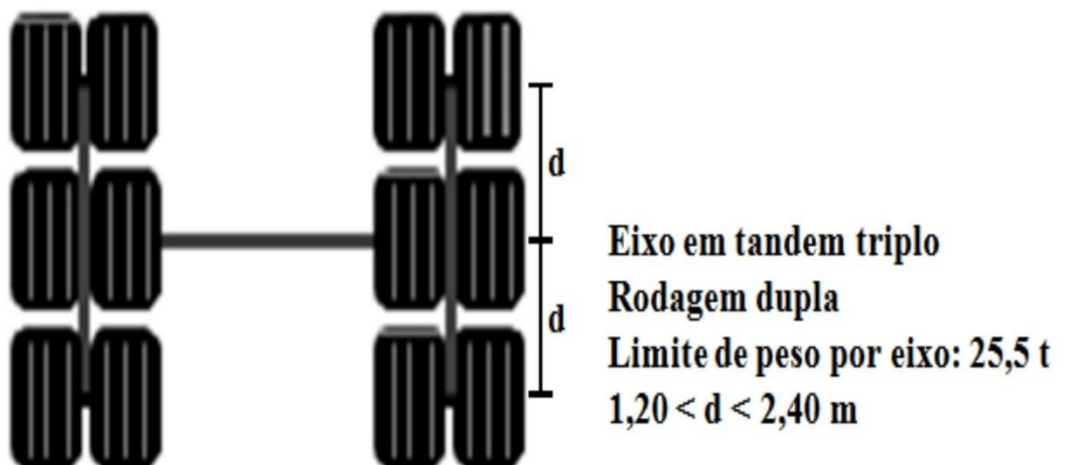 d
d
Eixo em tandem triplo
Rodagem dupla
Limite de peso por eixo: 25,5 t
1,20 < d < 2,40 m